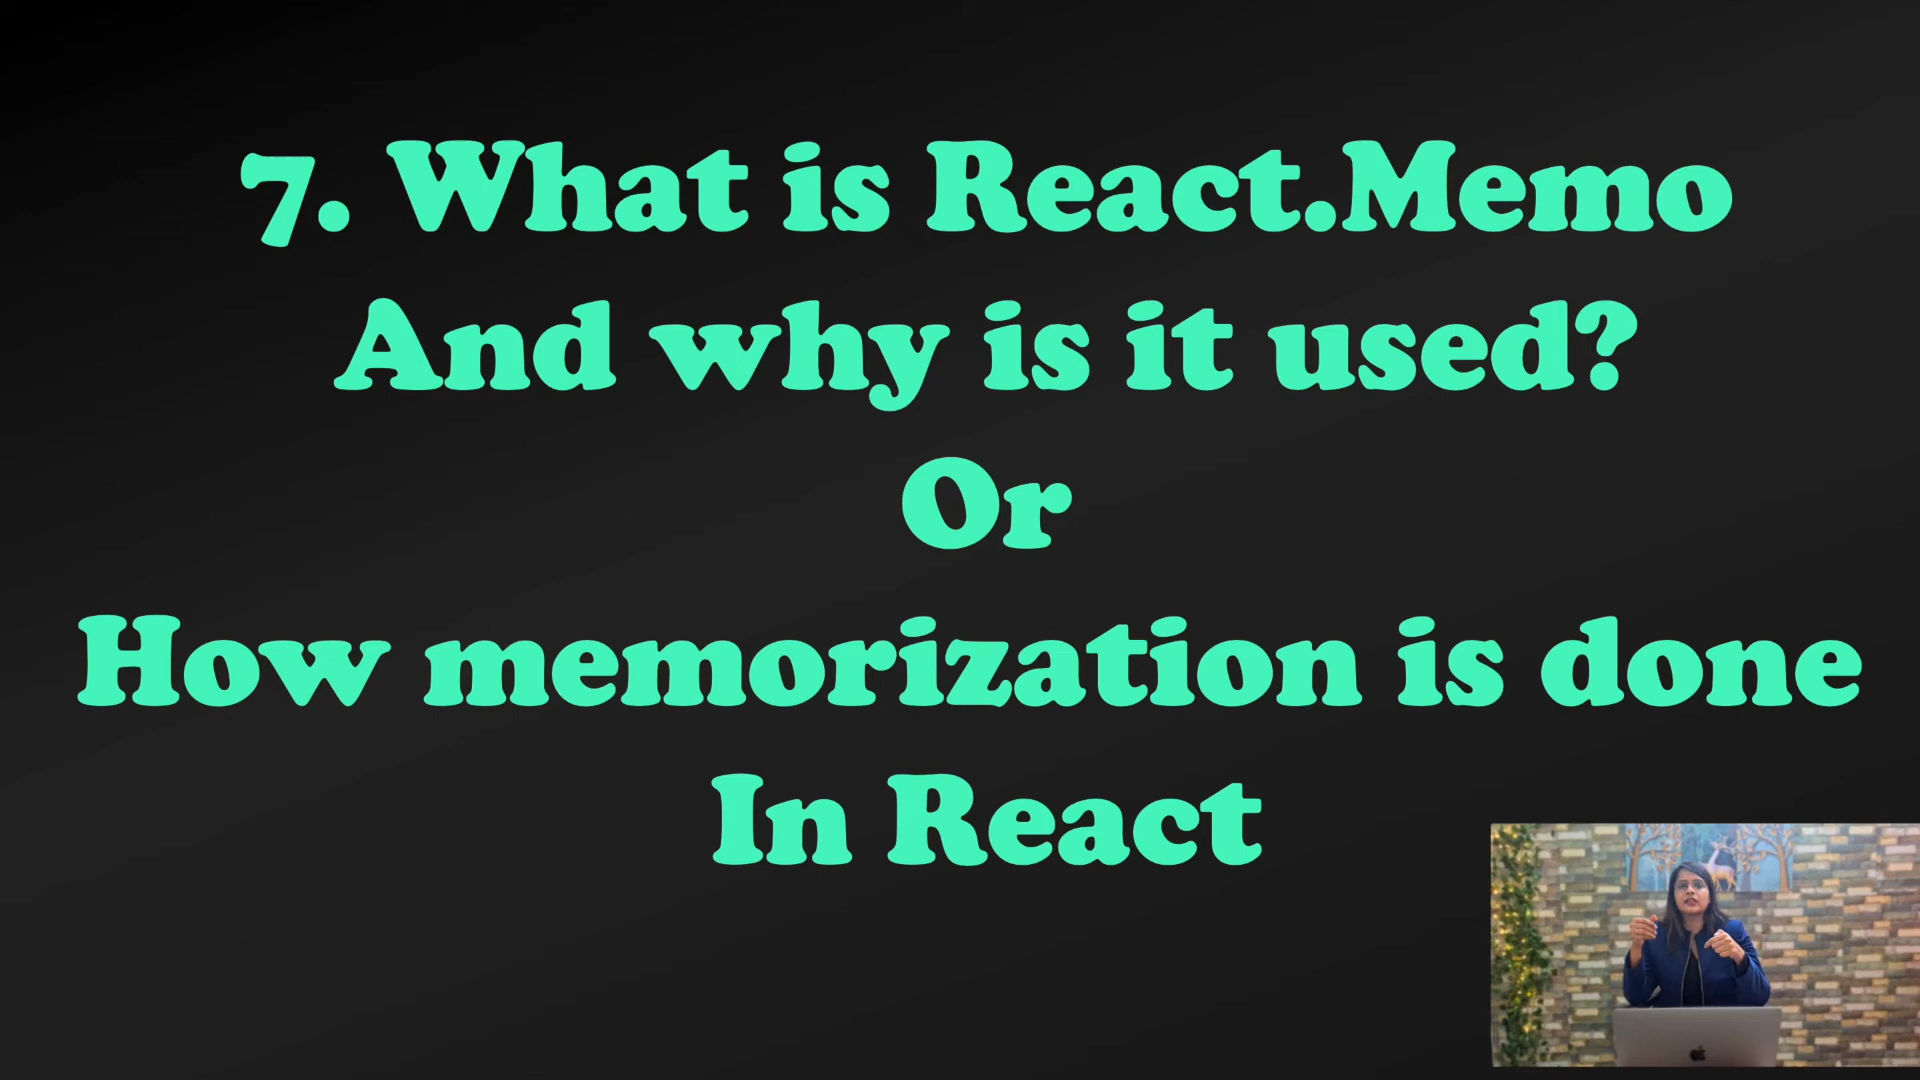 7. What is React.Memo
And why is it used?
Or
How memorization is done
In React